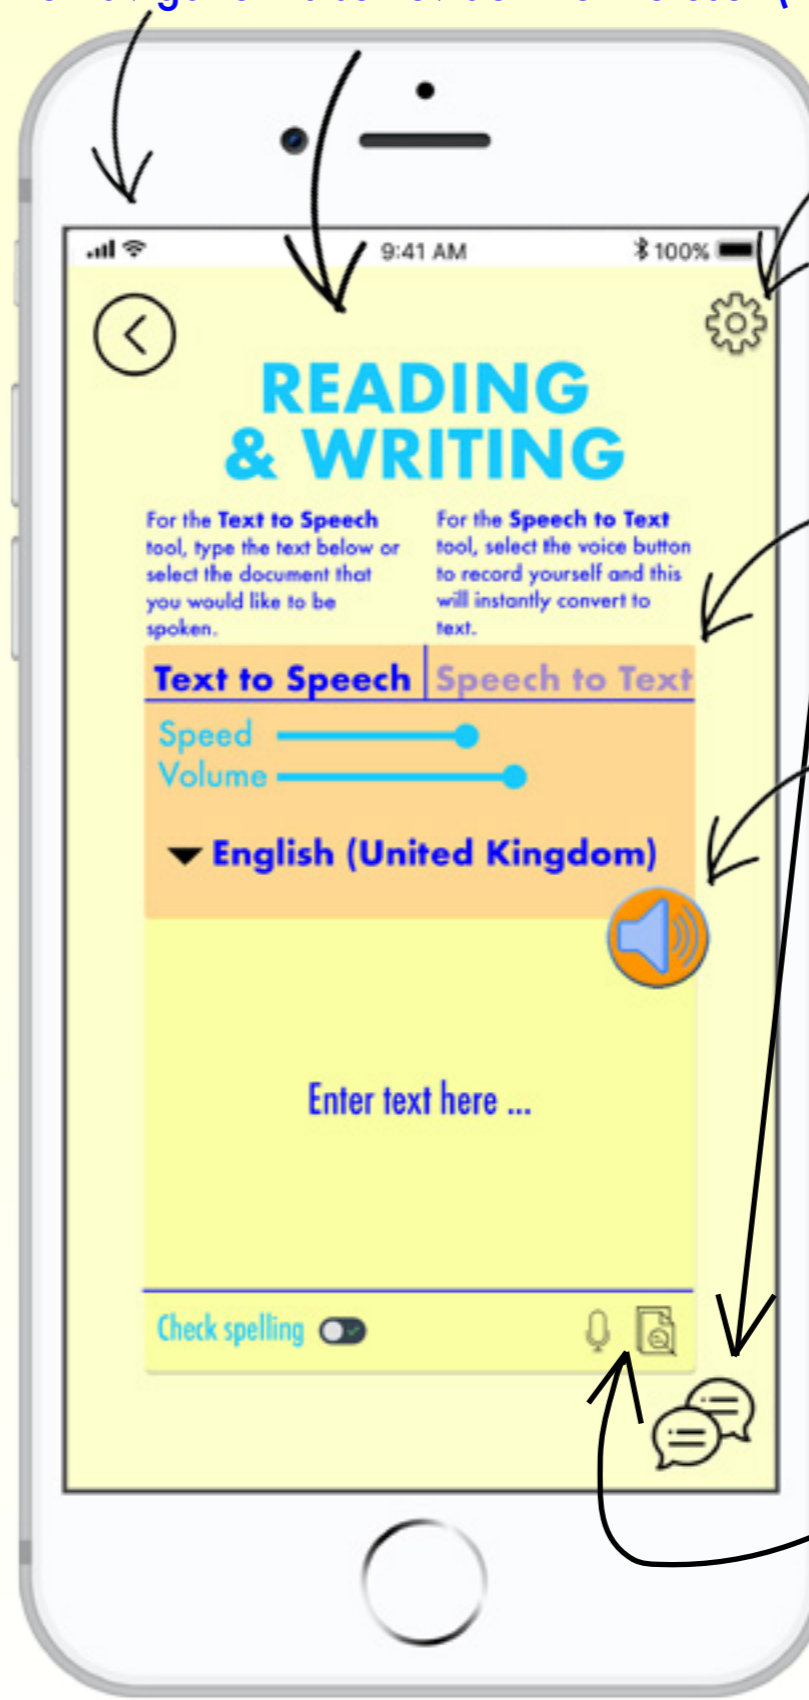 9:41 AM
100%
READING
& WRITING
For the Text to Speech
tool, type the text below or
select the document that
you would like to be
spoken.
For the Speech to Text
tool, select the voice button
to record yourself and this
will instantly convert to
text.
Text to Speech
Speech to Text
Speed
Volume
English (United Kingdom)
Enter text here ...
Check spelling